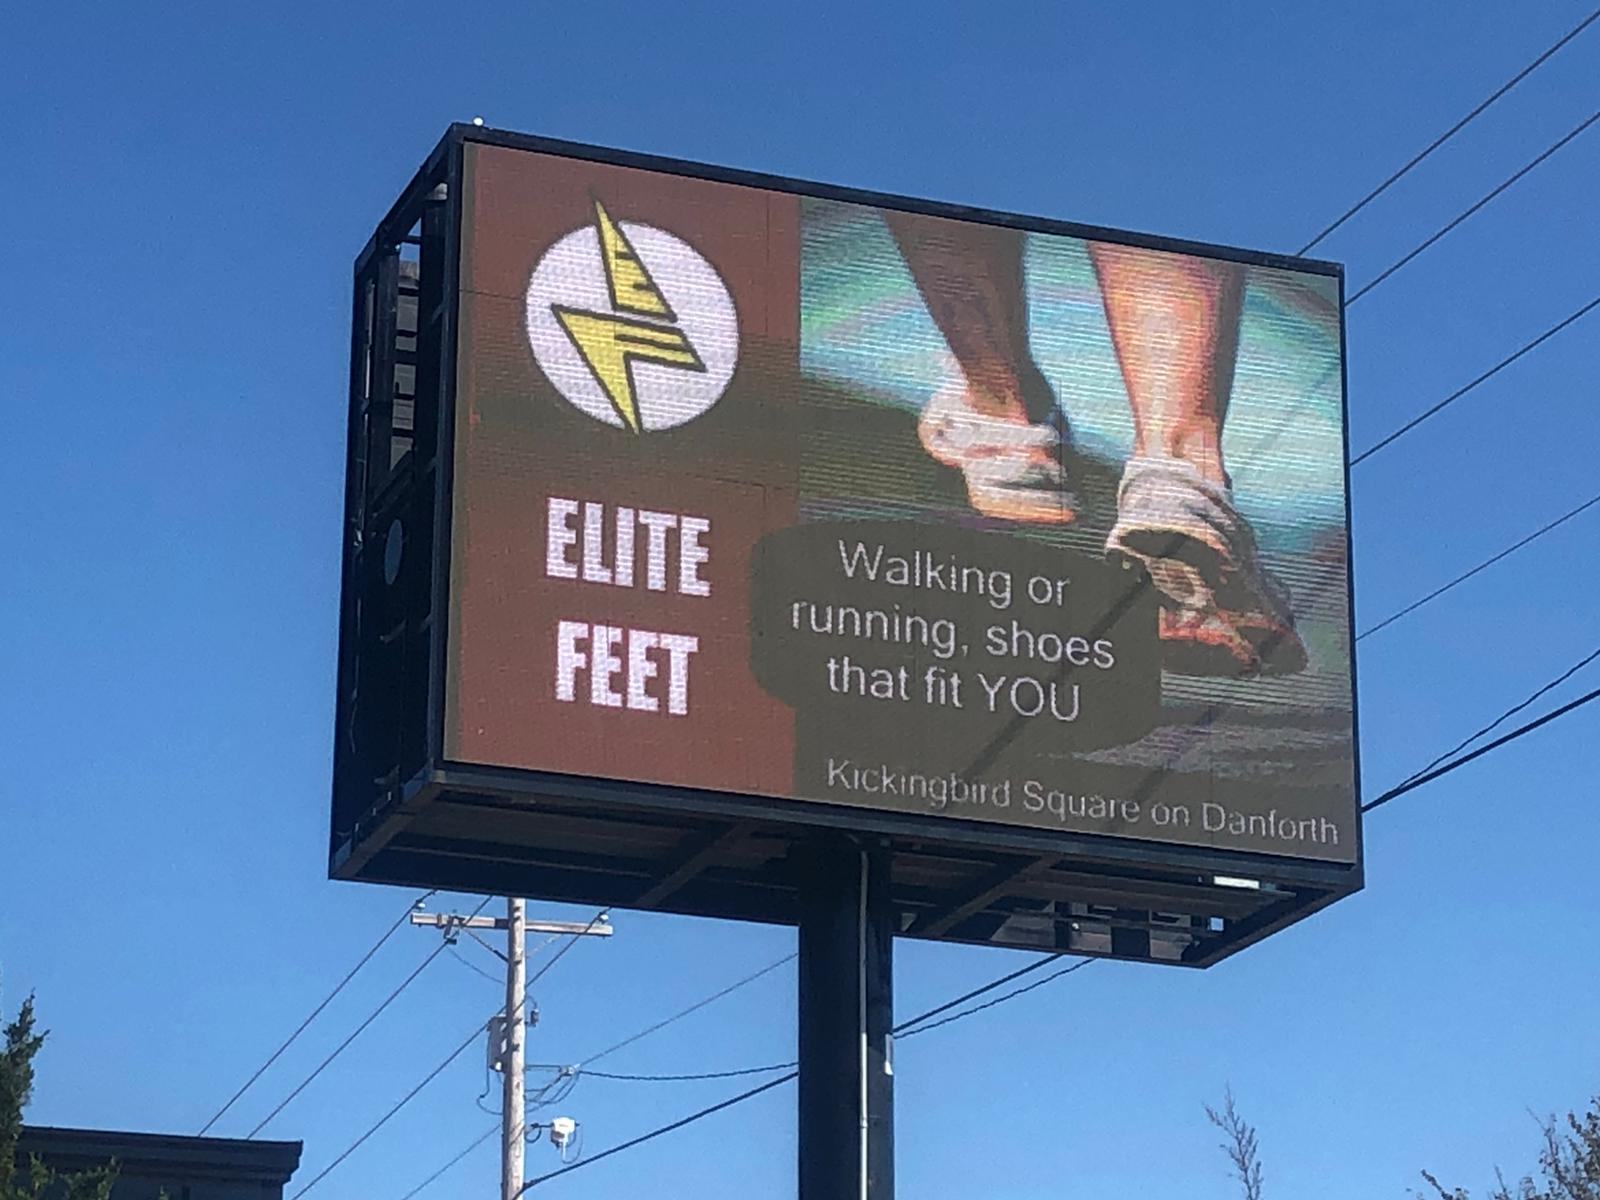 ELITE
FEET
Walking or
running, shoes
that fit YOU
Kickingbird Square on Danforth